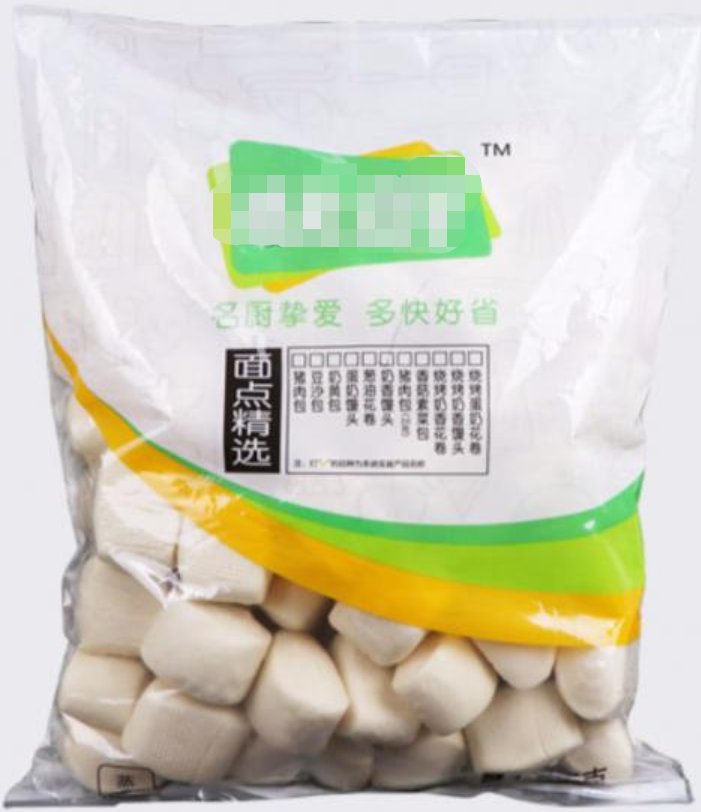 TM
名厨挚爱 多快好省
面点精选
猪肉包
豆沙包
奶黄包
蛋奶馒头
葱油花卷
奶香馒头
猪肉包
香菇素菜包
烧烤奶香花卷
烧烤奶香馒头
烧烤蛋奶花卷
蒸